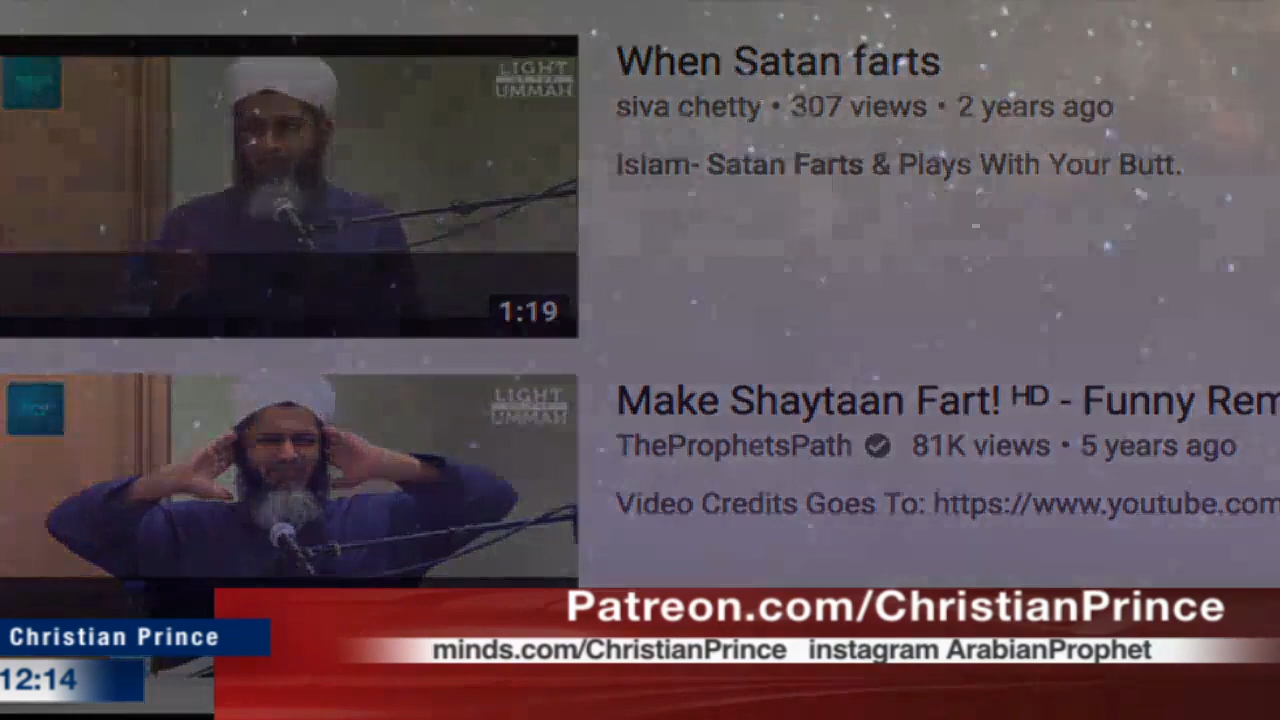 LIGHT
UMMAH
When Satan farts
siva chetty • 307 views • 2 years ago
Islam- Satan Farts & Plays With Your Butt.
1:19
LIGHT
UMMAH
Make Shaytaan Fart! ᴴᴰ - Funny Rem
TheProphetsPath 81K views • 5 years ago
Video Credits Goes To: https://www.youtube.com
Patreon.com/ChristianPrince
Christian Prince
minds.com/ChristianPrince instagram ArabianProphet
12:14